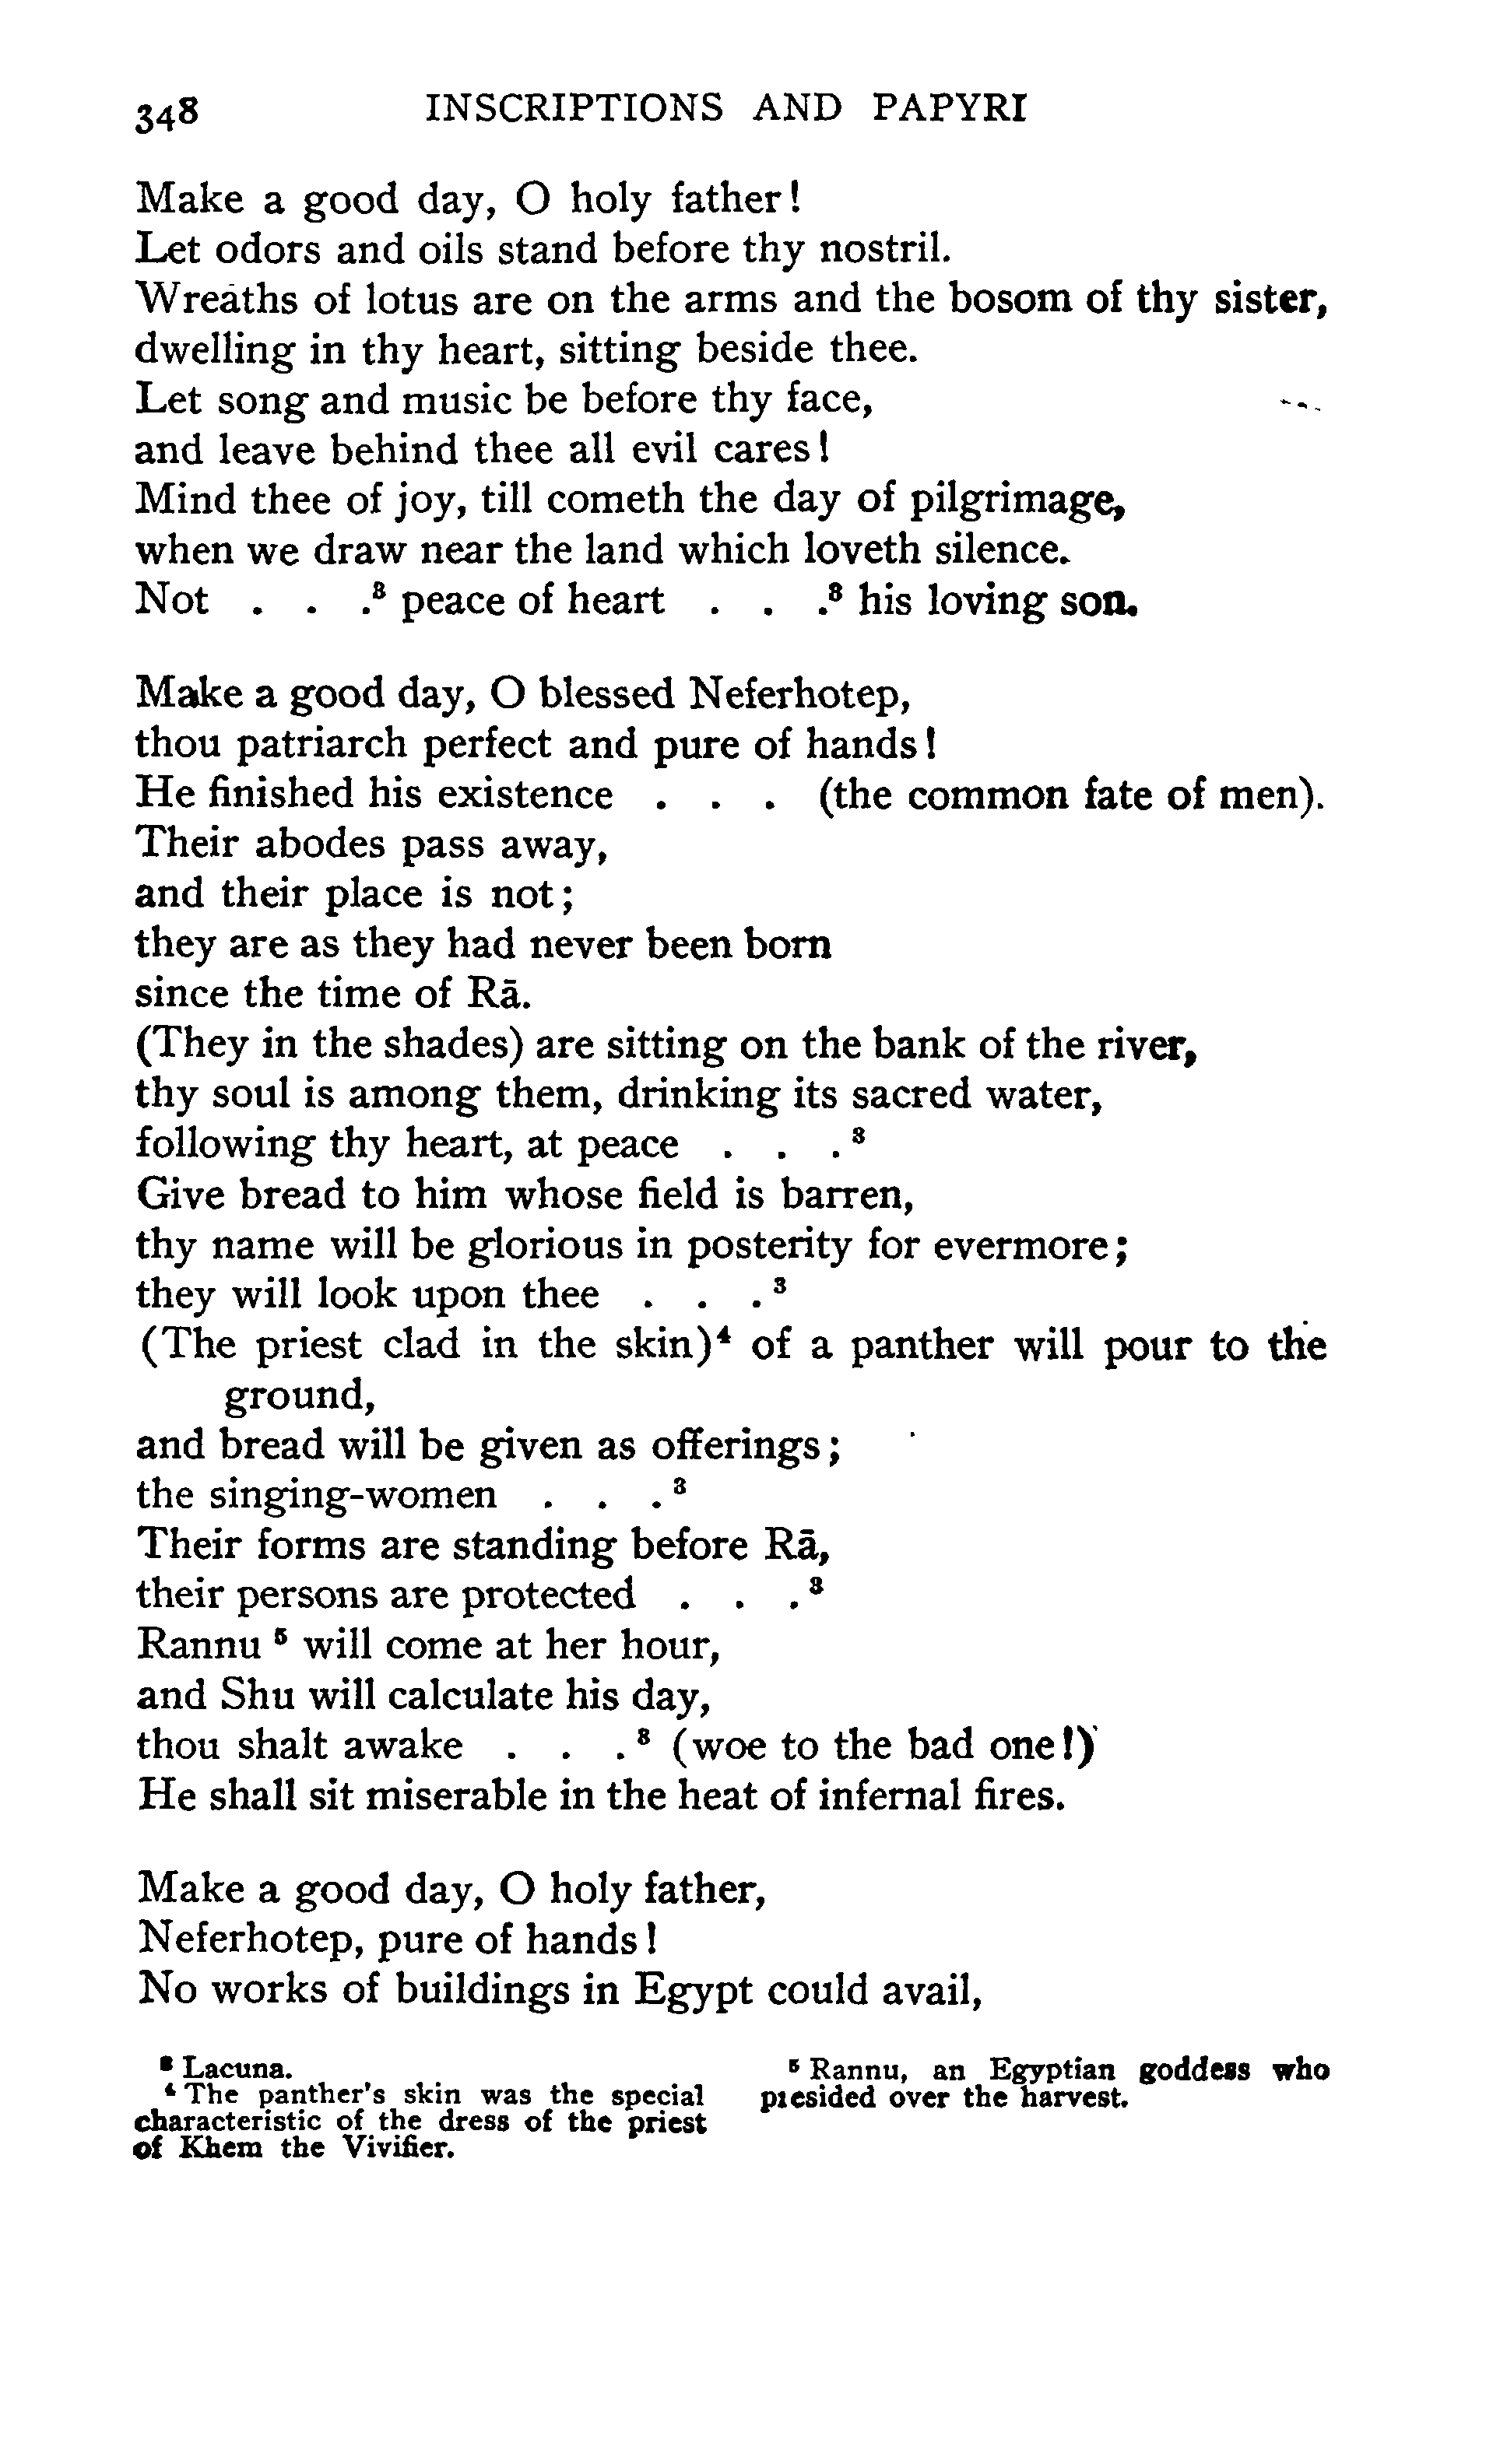 348 INSCRIPTIONS AND PAPYRI
Make a good day, O holy father!
Let odors and oils stand before thy nostril.
Wreaths of lotus are on the arms and the bosom of thy sister,
dwelling in thy heart, sitting beside thee.
Let song and music be before thy face,
and leave behind thee all evil cares!
Mind thee of joy, till cometh the day of pilgrimage,
when we draw near the land which loveth silence.
Not . . .³ peace of heart . . .³ his loving son.
Make a good day, O blessed Neferhotep,
thou patriarch perfect and pure of hands!
He finished his existence . . . (the common fate of men).
Their abodes pass away,
and their place is not;
they are as they had never been born
since the time of Rā.
(They in the shades) are sitting on the bank of the river,
thy soul is among them, drinking its sacred water,
following thy heart, at peace . . .³
Give bread to him whose field is barren,
thy name will be glorious in posterity for evermore;
they will look upon thee . . .³
(The priest clad in the skin)⁴ of a panther will pour to the
ground,
and bread will be given as offerings;
the singing-women . . .³
Their forms are standing before Rā,
their persons are protected . . .³
Rannu ⁵ will come at her hour,
and Shu will calculate his day,
thou shalt awake . . .³ (woe to the bad one!)
He shall sit miserable in the heat of infernal fires.
Make a good day, O holy father,
Neferhotep, pure of hands!
No works of buildings in Egypt could avail,
³ Lacuna.
⁴ The panther's skin was the special
characteristic of the dress of the priest
of Khem the Vivifier.
⁵ Rannu, an Egyptian goddess who
presided over the harvest.